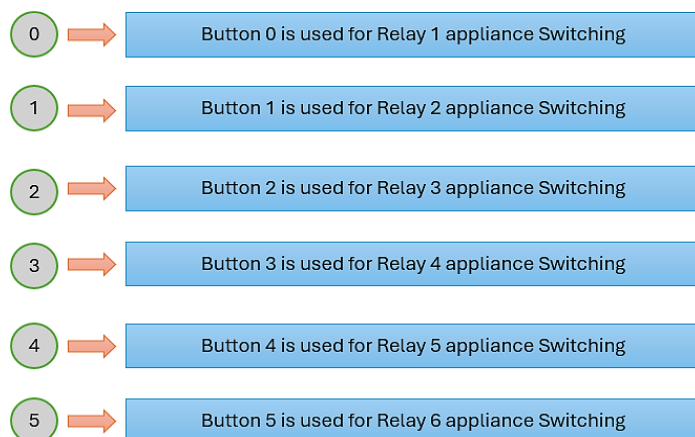 0 Button 0 is used for Relay 1 appliance Switching
1 Button 1 is used for Relay 2 appliance Switching
2 Button 2 is used for Relay 3 appliance Switching
3 Button 3 is used for Relay 4 appliance Switching
4 Button 4 is used for Relay 5 appliance Switching
5 Button 5 is used for Relay 6 appliance Switching